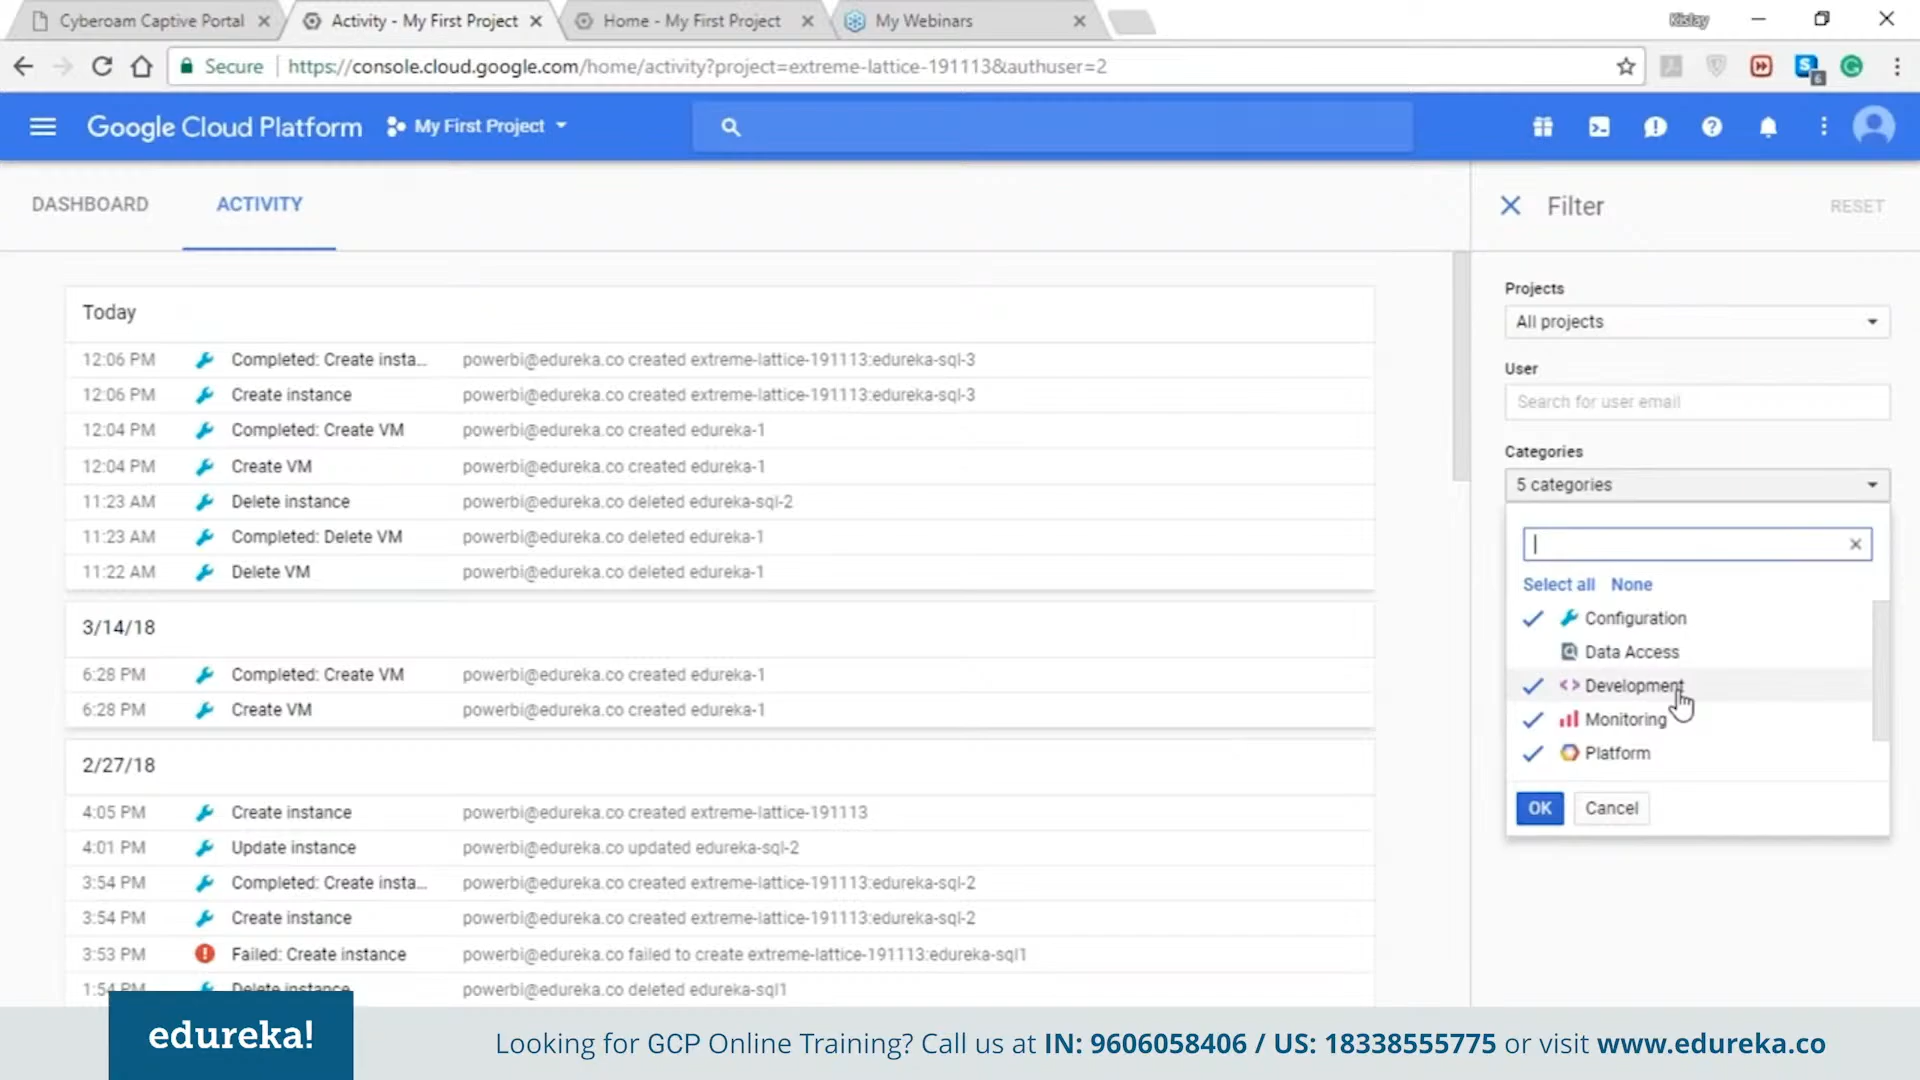 Cyberoam Captive Portal
Activity - My First Project
Home - My First Project
My Webinars
Kislay
Secure
https://console.cloud.google.com/home/activity?project=extreme-lattice-191113&authuser=2
6
Google Cloud Platform
My First Project
DASHBOARD
ACTIVITY
Filter
RESET
Today
12:06 PM Completed: Create insta... powerbi@edureka.co created extreme-lattice-191113:edureka-sql-3
12:06 PM Create instance powerbi@edureka.co created extreme-lattice-191113:edureka-sql-3
12:04 PM Completed: Create VM powerbi@edureka.co created edureka-1
12:04 PM Create VM powerbi@edureka.co created edureka-1
11:23 AM Delete instance powerbi@edureka.co deleted edureka-sql-2
11:23 AM Completed: Delete VM powerbi@edureka.co deleted edureka-1
11:22 AM Delete VM powerbi@edureka.co deleted edureka-1
3/14/18
6:28 PM Completed: Create VM powerbi@edureka.co created edureka-1
6:28 PM Create VM powerbi@edureka.co created edureka-1
2/27/18
4:05 PM Create instance powerbi@edureka.co created extreme-lattice-191113
4:01 PM Update instance powerbi@edureka.co updated edureka-sql-2
3:54 PM Completed: Create insta... powerbi@edureka.co created extreme-lattice-191113:edureka-sql-2
3:54 PM Create instance powerbi@edureka.co created extreme-lattice-191113:edureka-sql-2
3:53 PM Failed: Create instance powerbi@edureka.co failed to create extreme-lattice-191113:edureka-sql1
1:54 PM Delete instance powerbi@edureka.co deleted edureka-sql1
Projects
All projects
User
Search for user email
Categories
5 categories
Select all None
Configuration
Data Access
Development
Monitoring
Platform
OK Cancel
edureka!
Looking for GCP Online Training? Call us at IN: 9606058406 / US: 18338555775 or visit www.edureka.co